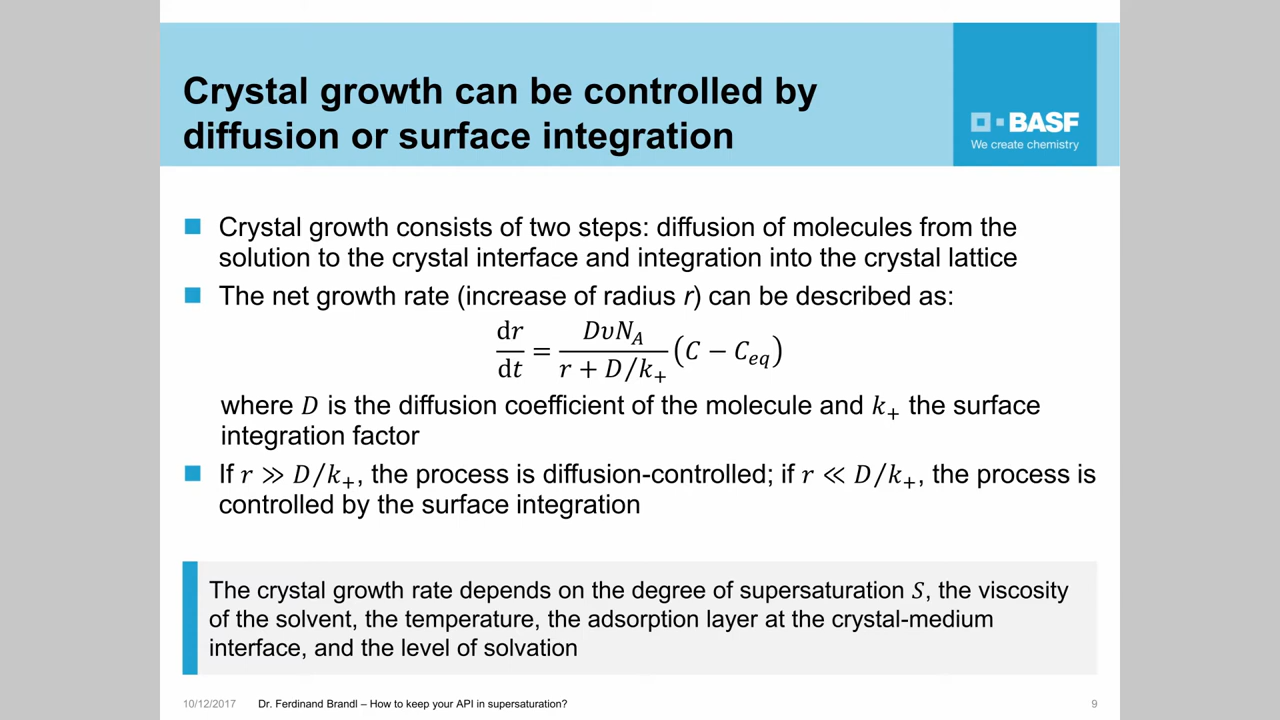 Crystal growth can be controlled by
diffusion or surface integration
BASF
We create chemistry
Crystal growth consists of two steps: diffusion of molecules from the
solution to the crystal interface and integration into the crystal lattice
The net growth rate (increase of radius r) can be described as:
dr/dt = DυN_A/(r + D/k₊) (C − C_eq)
where D is the diffusion coefficient of the molecule and k₊ the surface
integration factor
If r ≫ D/k₊, the process is diffusion-controlled; if r ≪ D/k₊, the process is
controlled by the surface integration
The crystal growth rate depends on the degree of supersaturation S, the viscosity
of the solvent, the temperature, the adsorption layer at the crystal-medium
interface, and the level of solvation
10/12/2017 Dr. Ferdinand Brandl – How to keep your API in supersaturation? 9